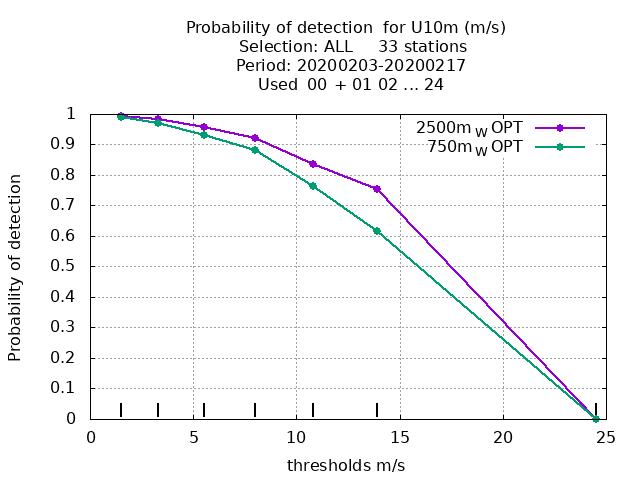 Probability of detection  for U10m (m/s)
Selection: ALL     33 stations
Period: 20200203-20200217
Used  00  + 01 02 ... 24
2500m W OPT
750m W OPT
Probability of detection
1
0.9
0.8
0.7
0.6
0.5
0.4
0.3
0.2
0.1
0
0 5 10 15 20 25
thresholds m/s